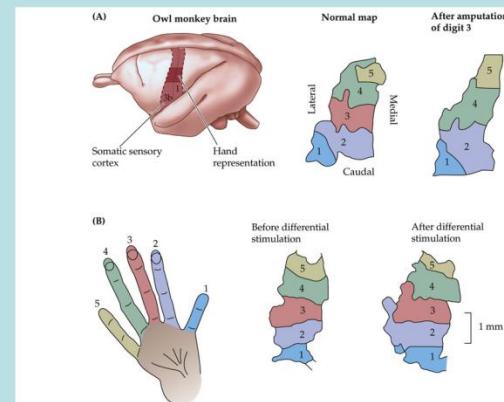 (A)
Owl monkey brain
Normal map
After amputation
of digit 3
1
3b
Somatic sensory
cortex
Hand
representation
Lateral
Medial
5
4
3
2
1
Caudal
5
4
2
1
(B)
Before differential
stimulation
After differential
stimulation
3
2
4
1
5
5
4
3
2
1
5
4
3
2
1
1 mm